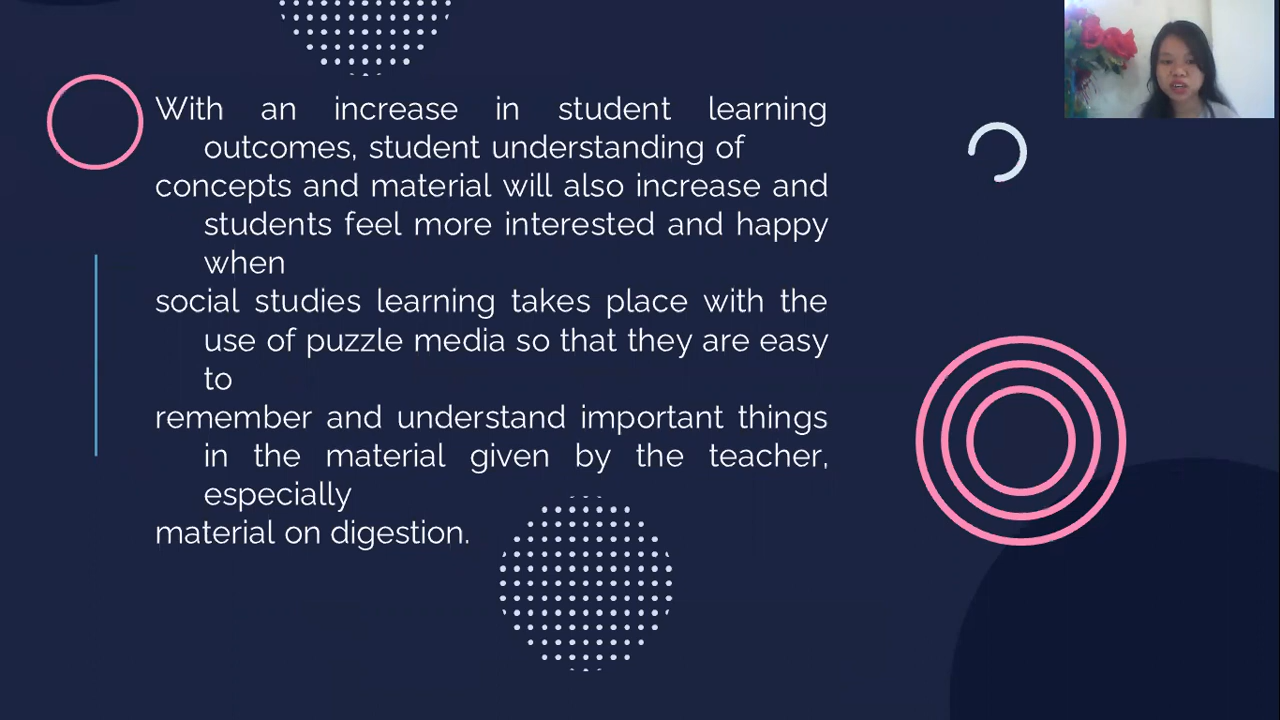 With an increase in student learning
outcomes, student understanding of
concepts and material will also increase and
students feel more interested and happy
when
social studies learning takes place with the
use of puzzle media so that they are easy
to
remember and understand important things
in the material given by the teacher,
especially
material on digestion.